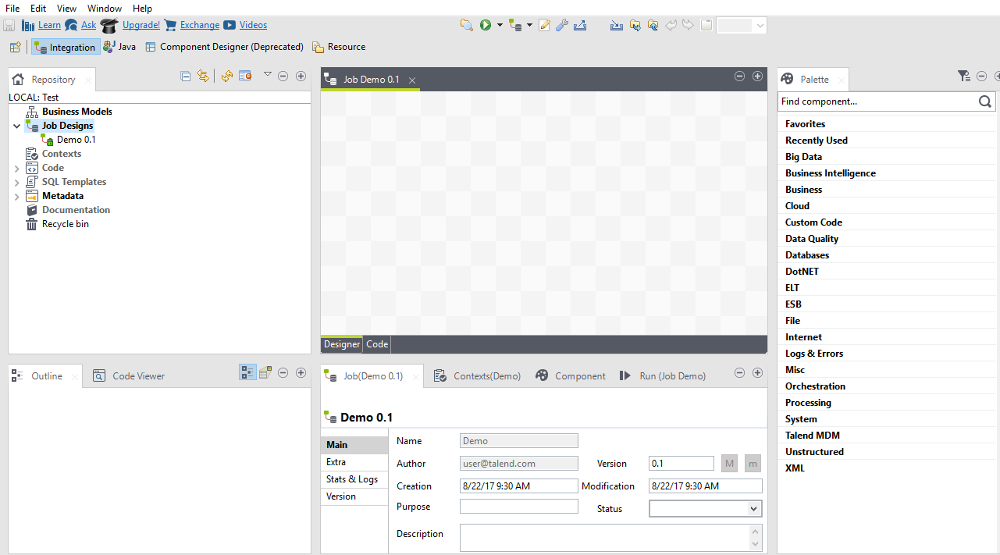 File Edit View Window Help
Learn Ask Upgrade! Exchange Videos
Integration Java Component Designer (Deprecated) Resource
Repository
LOCAL: Test
Business Models
Job Designs
Demo 0.1
Contexts
Code
SQL Templates
Metadata
Documentation
Recycle bin
Job Demo 0.1
Designer Code
Palette
Find component...
Favorites
Recently Used
Big Data
Business Intelligence
Business
Cloud
Custom Code
Data Quality
Databases
DotNET
ELT
ESB
File
Internet
Logs & Errors
Misc
Orchestration
Processing
System
Talend MDM
Unstructured
XML
Outline Code Viewer
Job(Demo 0.1) Contexts(Demo) Component Run (Job Demo)
Demo 0.1
Main
Extra
Stats & Logs
Version
Name Demo
Author user@talend.com Version 0.1 M m
Creation 8/22/17 9:30 AM Modification 8/22/17 9:30 AM
Purpose Status
Description